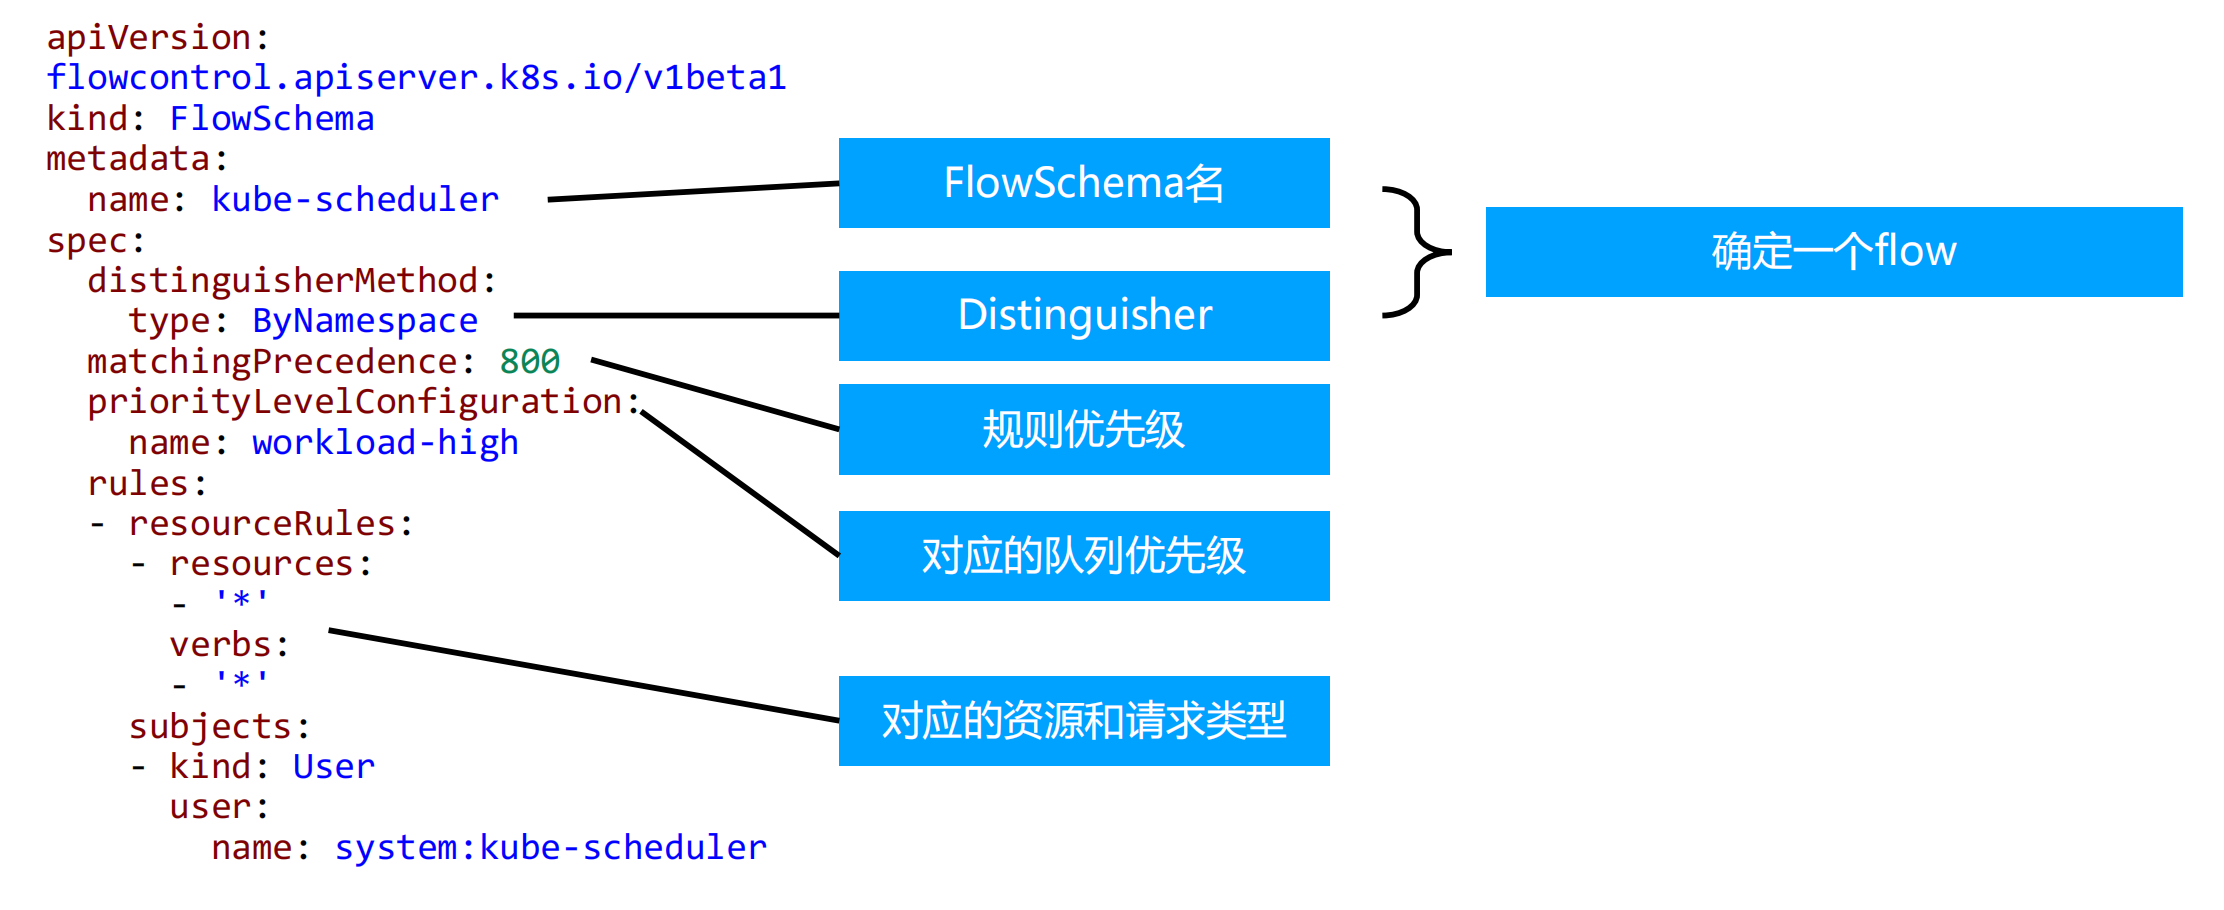 apiVersion:
flowcontrol.apiserver.k8s.io/v1beta1
kind: FlowSchema
metadata:
  name: kube-scheduler
spec:
  distinguisherMethod:
    type: ByNamespace
  matchingPrecedence: 800
  priorityLevelConfiguration:
    name: workload-high
  rules:
  - resourceRules:
    - resources:
      - '*'
      verbs:
      - '*'
    subjects:
    - kind: User
      user:
        name: system:kube-scheduler
FlowSchema名
Distinguisher
规则优先级
对应的队列优先级
对应的资源和请求类型
确定一个flow